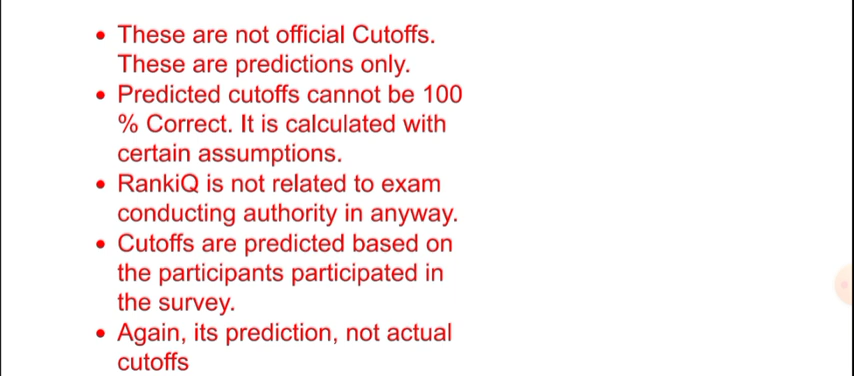 • These are not official Cutoffs.
These are predictions only.
• Predicted cutoffs cannot be 100
% Correct. It is calculated with
certain assumptions.
• RankiQ is not related to exam
conducting authority in anyway.
• Cutoffs are predicted based on
the participants participated in
the survey.
• Again, its prediction, not actual
cutoffs